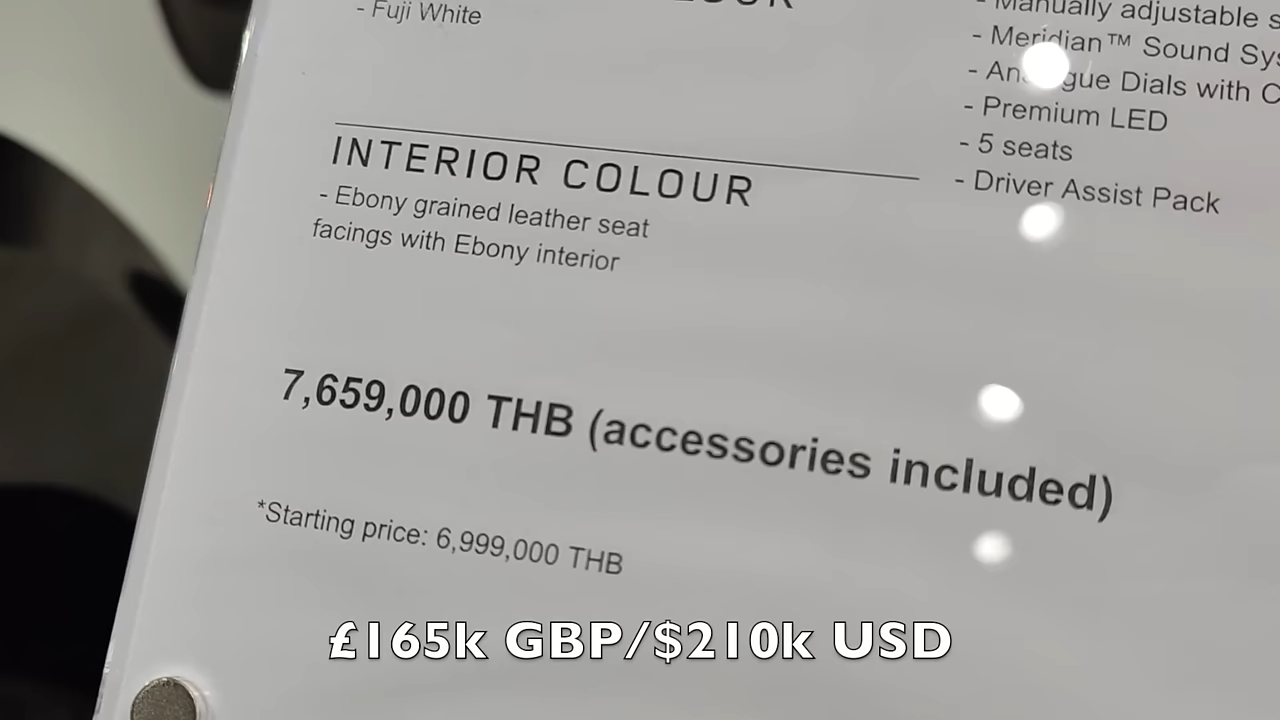 - Fuji White
INTERIOR COLOUR
- Ebony grained leather seat
facings with Ebony interior
- Manually adjustable
- Meridian™ Sound
Dials with
- Premium LED
- 5 seats
- Driver Assist Pack
7,659,000 THB (accessories included)
*Starting price: 6,999,000 THB
£165k GBP/$210k USD